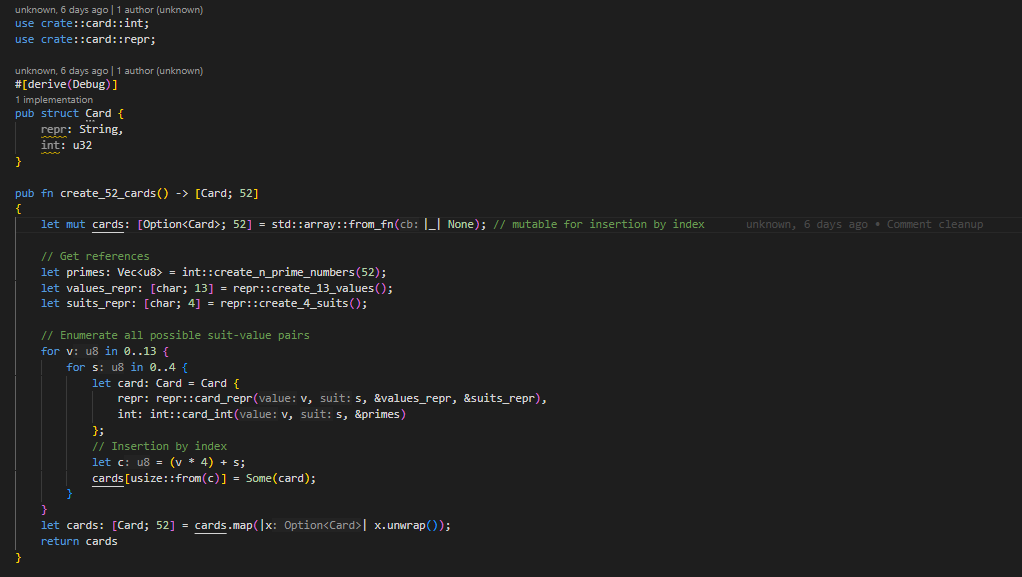 unknown, 6 days ago | 1 author (unknown)
use crate::card::int;
use crate::card::repr;
unknown, 6 days ago | 1 author (unknown)
#[derive(Debug)]
1 implementation
pub struct Card {
    repr: String,
    int: u32
}
pub fn create_52_cards() -> [Card; 52]
{
    let mut cards: [Option<Card>; 52] = std::array::from_fn(cb: |_| None); // mutable for insertion by index unknown, 6 days ago • Comment cleanup
    // Get references
    let primes: Vec<u8> = int::create_n_prime_numbers(52);
    let values_repr: [char; 13] = repr::create_13_values();
    let suits_repr: [char; 4] = repr::create_4_suits();
    // Enumerate all possible suit-value pairs
    for v: u8 in 0..13 {
        for s: u8 in 0..4 {
            let card: Card = Card {
                repr: repr::card_repr(value: v, suit: s, &values_repr, &suits_repr),
                int: int::card_int(value: v, suit: s, &primes)
            };
            // Insertion by index
            let c: u8 = (v * 4) + s;
            cards[usize::from(c)] = Some(card);
        }
    }
    let cards: [Card; 52] = cards.map(|x: Option<Card>| x.unwrap());
    return cards
}